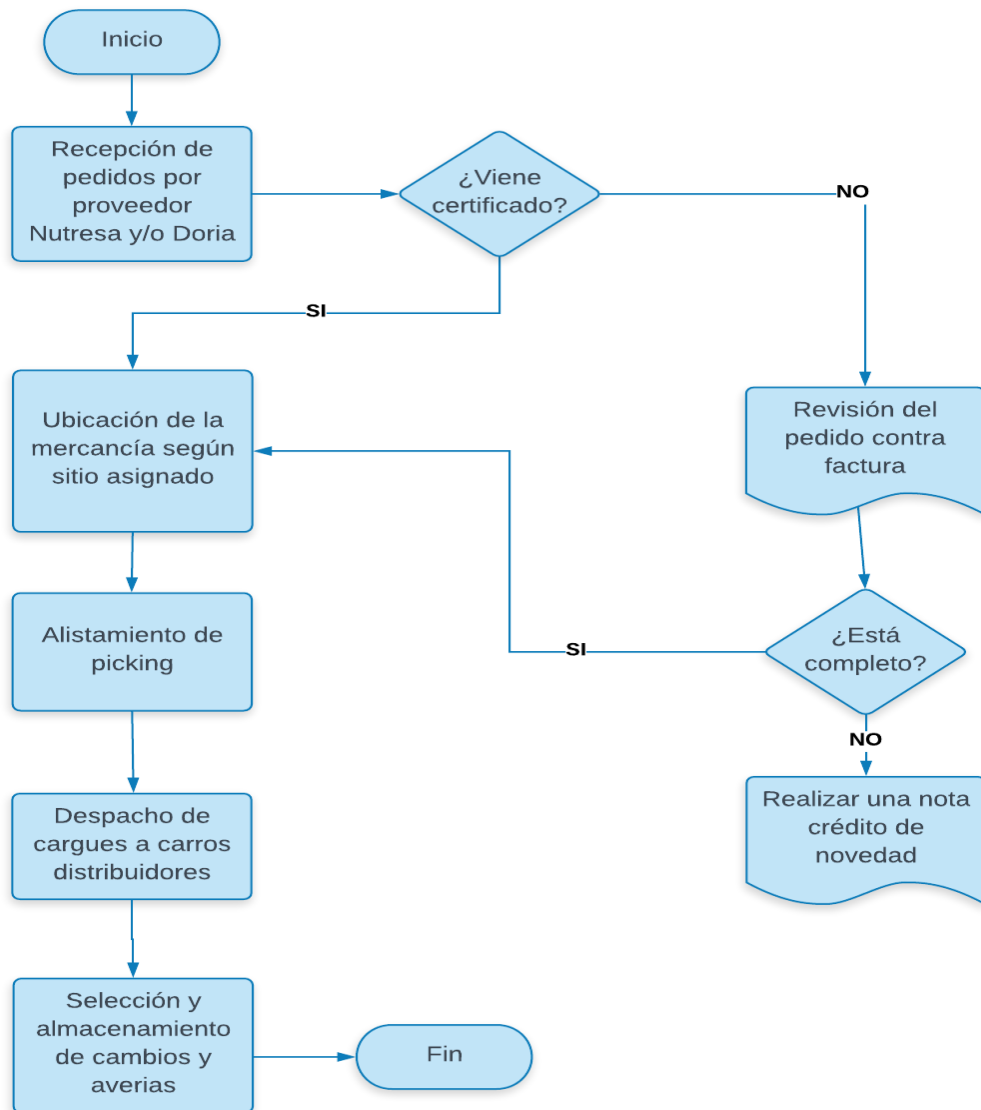 Inicio
Recepción de
pedidos por
proveedor
Nutresa y/o Doria
¿Viene
certificado?
NO
SI
Ubicación de la
mercancía según
sitio asignado
Revisión del
pedido contra
factura
Alistamiento de
picking
¿Está
completo?
SI
NO
Despacho de
cargues a carros
distribuidores
Realizar una nota
crédito de
novedad
Selección y
almacenamiento
de cambios y
averias
Fin